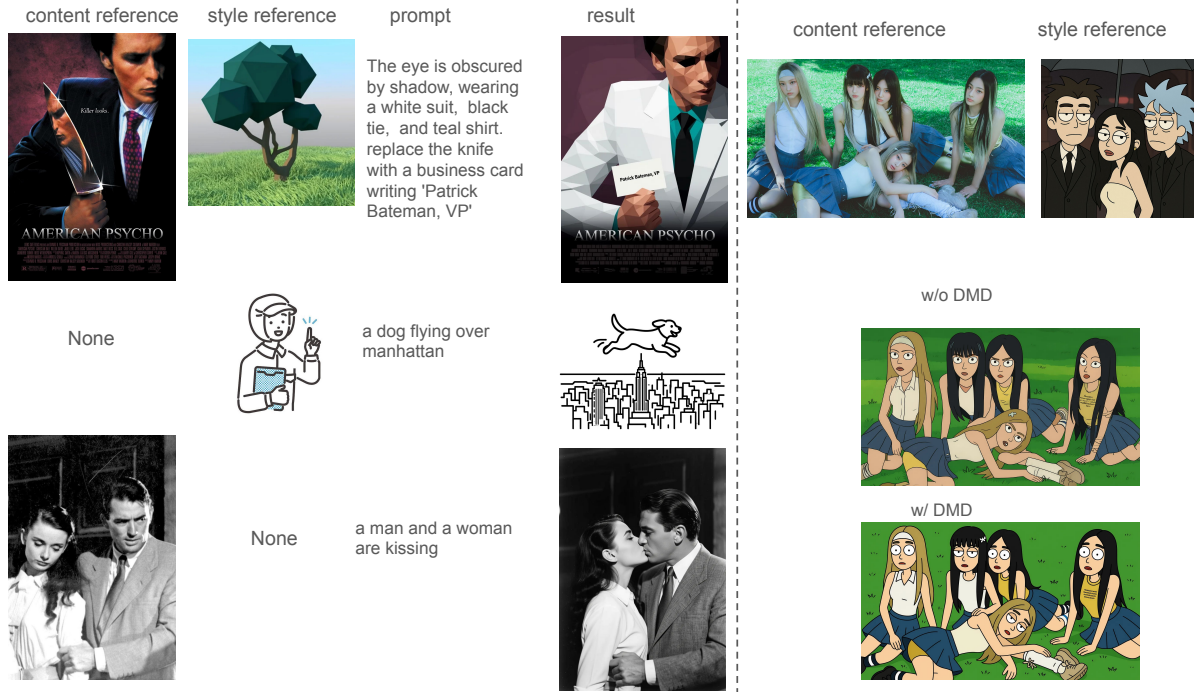 content reference
style reference
prompt
result
content reference
style reference
Killer looks.
AMERICAN PSYCHO
The eye is obscured
by shadow, wearing
a white suit, black
tie, and teal shirt.
replace the knife
with a business card
writing 'Patrick
Bateman, VP'
Patrick Bateman, VP
AMERICAN PSYCHO
None
a dog flying over
manhattan
None
a man and a woman
are kissing
w/o DMD
w/ DMD